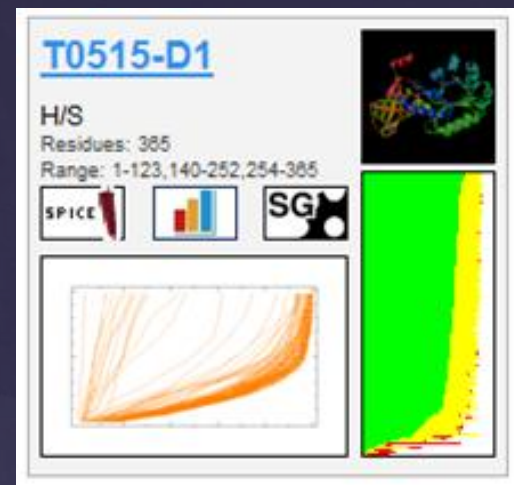 T0515-D1
H/S
Residues: 365
Range: 1-123,140-252,254-365
SPICE
SG